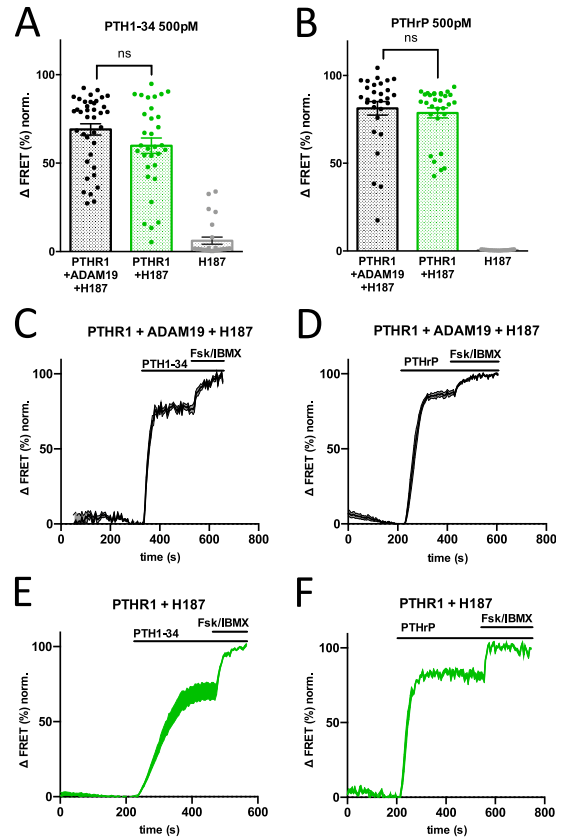 A
PTH1-34 500pM
ns
Δ FRET (%) norm.
100
50
0
PTHR1
+ADAM19
+H187
PTHR1
+H187
H187
B
PTHrP 500pM
ns
Δ FRET (%) norm.
100
50
0
PTHR1
+ADAM19
+H187
PTHR1
+H187
H187
C
PTHR1 + ADAM19 + H187
Fsk/IBMX
PTH1-34
Δ FRET (%) norm.
100
50
0
0 200 400 600 800
time (s)
D
PTHR1 + ADAM19 + H187
Fsk/IBMX
PTHrP
Δ FRET (%) norm.
100
50
0
0 200 400 600 800
time (s)
E
PTHR1 + H187
Fsk/IBMX
PTH1-34
Δ FRET (%) norm.
100
50
0
0 200 400 600
time (s)
F
PTHR1 + H187
Fsk/IBMX
PTHrP
Δ FRET (%) norm.
100
50
0
0 200 400 600 800
time (s)